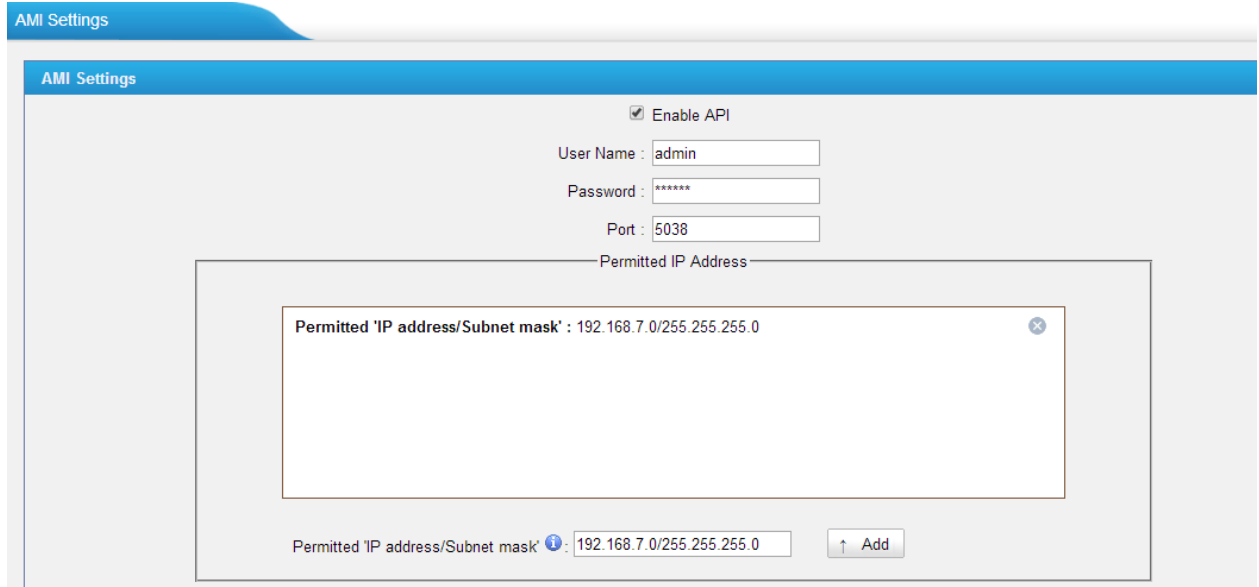 AMI Settings
AMI Settings
Enable API
User Name : admin
Password : ******
Port : 5038
Permitted IP Address
Permitted 'IP address/Subnet mask' : 192.168.7.0/255.255.255.0
Permitted 'IP address/Subnet mask' i : 192.168.7.0/255.255.255.0 ↑ Add